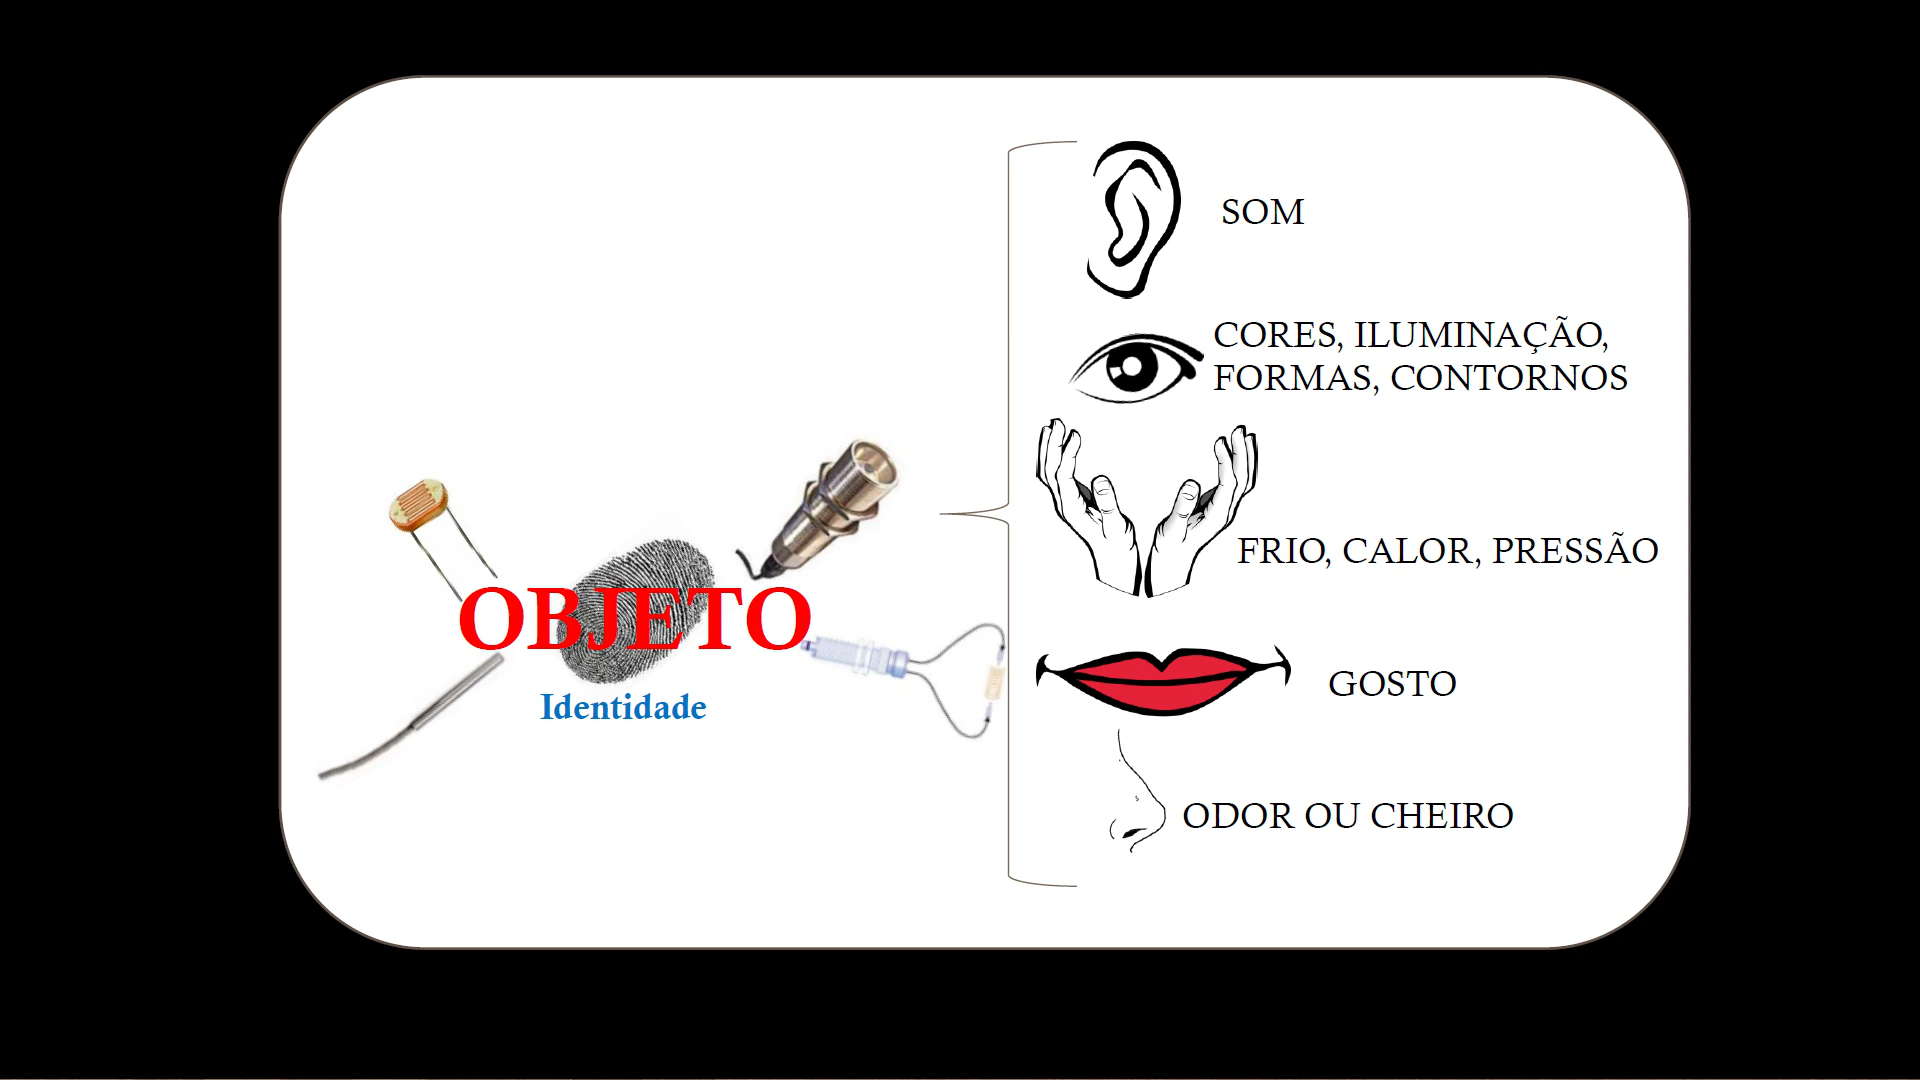 SOM
CORES, ILUMINAÇÃO,
FORMAS, CONTORNOS
FRIO, CALOR, PRESSÃO
OBJETO
Identidade
GOSTO
ODOR OU CHEIRO